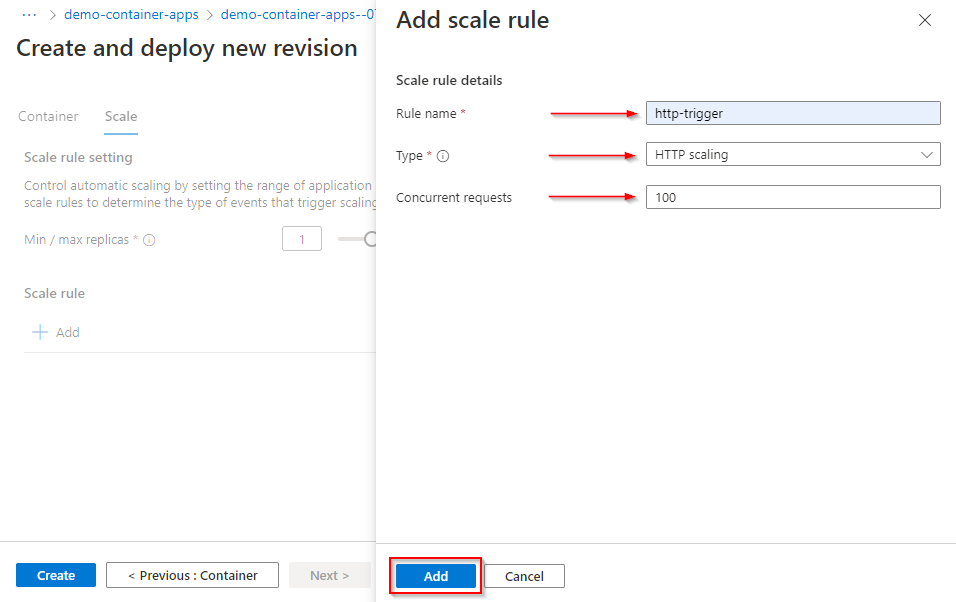 ··· > demo-container-apps > demo-container-apps--0
Create and deploy new revision
Container Scale
Scale rule setting
Control automatic scaling by setting the range of application
scale rules to determine the type of events that trigger scaling
Min / max replicas * 1
Scale rule
+ Add
Create
< Previous : Container
Next >
Add scale rule
Scale rule details
Rule name * http-trigger
Type * HTTP scaling
Concurrent requests 100
Add
Cancel